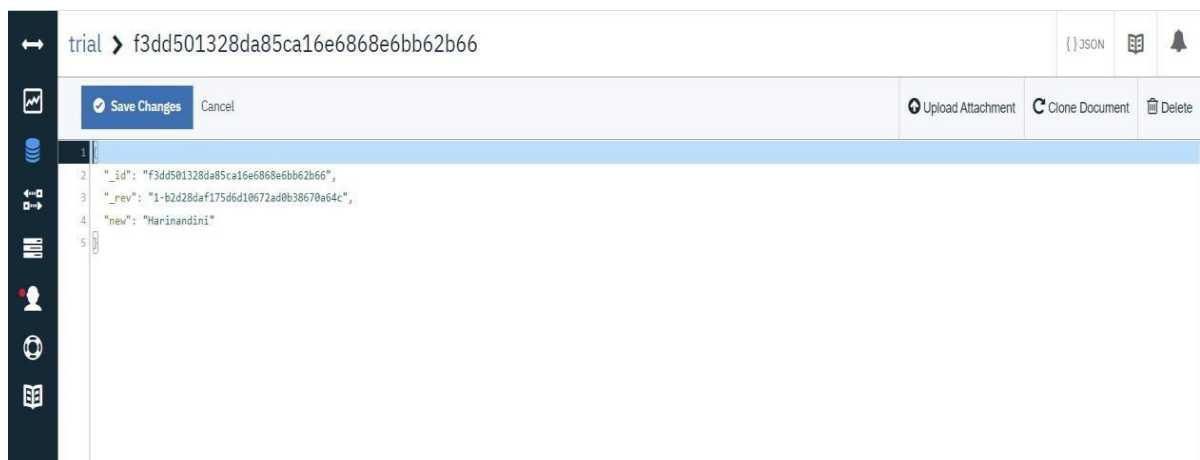 trial > f3dd501328da85ca16e6868e6bb62b66
{ } JSON
Save Changes Cancel
Upload Attachment Clone Document Delete
1 {
2 "_id": "f3dd501328da85ca16e6868e6bb62b66",
3 "_rev": "1-b2d28daf175d6d10672ad0b38670a64c",
4 "new": "Harinandini"
5 }